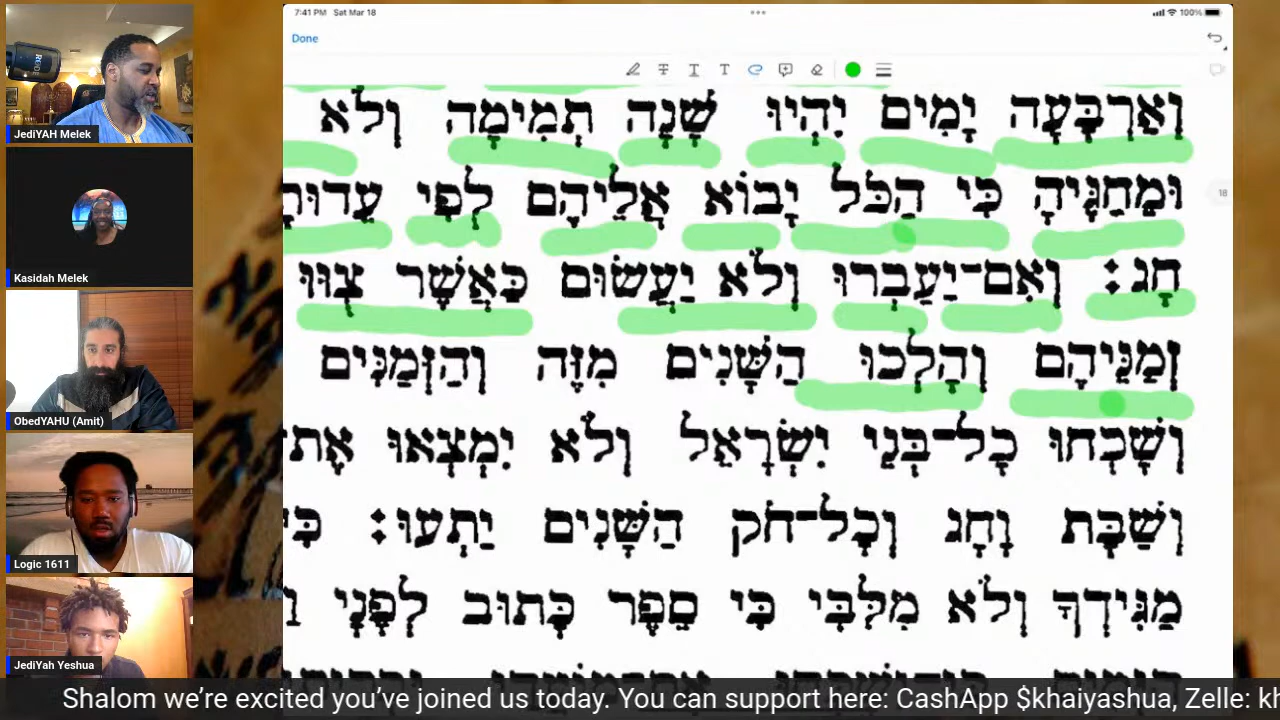 7:41 PM Sat Mar 18
100%
Done
18
וְאַרְבָּעָה יָמִים יִהְיוּ שָׁנָה תְמִימָה וְלֹא
וּמֵחַגֶּיהָ כִּי הַכֹּל יָבוֹא אֲלֵיהֶם לְפִי
חָג׃ וְאִם־יַעַבְרוּ וְלֹא יַעֲשׂוּם כַּאֲשֶׁר צֻוּוּ
זְמַנֵּיהֶם וְהָלְכוּ הַשָּׁנִים מִזֶּה וְהַזְּמַנִּים
וְשָׁכְחוּ כָל־בְּנֵי יִשְׂרָאֵל וְלֹא יִמְצְאוּ אֶת־
וְשַׁבָּת וְחָג וְכָל־חֹק הַשָּׁנִים יַתְעוּ׃
מַגִּידְךָ וְלֹא מִלִּבִּי כִּי סֵפֶר כָּתוּב לְפָנַי
JediYAH Melek
Kasidah Melek
ObedYAHU (Amit)
Logic 1611
JediYah Yeshua
Shalom we're excited you've joined us today. You can support here: CashApp $khaiyashua, Zelle: kh